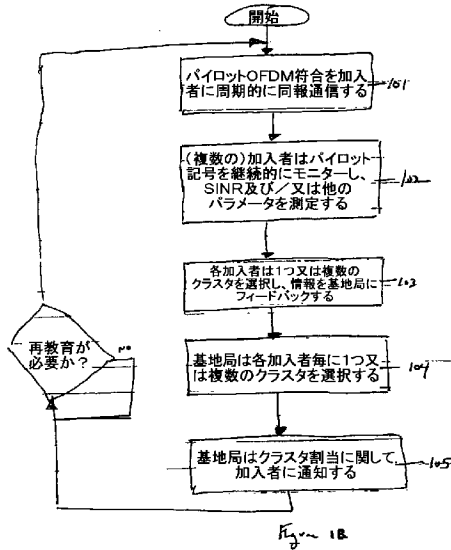 開始
パイロットOFDM符合を加入
者に周期的に同報通信する
101
(複数の)加入者はパイロット
記号を継続的にモニターし、
SINR及び/又は他の
パラメータを測定する
102
各加入者は1つ又は複数の
クラスタを選択し、情報を基地局に
フィードバックする
103
再教育が
必要か?
NO
基地局は各加入者毎に1つ又
は複数のクラスタを選択する
104
基地局はクラスタ割当に関して
加入者に通知する
105
Figure 1B